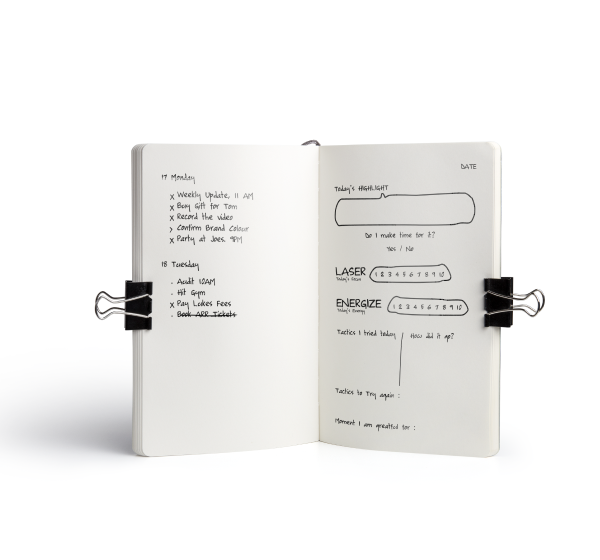 17 Monday
x Weekly Update, 11 AM
x Buy Gift for Tom
x Record the video
> Confirm Brand Colour
x Party at Joes. 9PM
18 Tuesday
. Audit 10AM
. Hit Gym
x Pay Lakes Fees
. Book ARR Tickets
DATE
Today's HIGHLIGHT
Do I make time for it?
Yes / No
LASER
Today's Focus
1 2 3 4 5 6 7 8 9 10
ENERGIZE
Today's Energy
1 2 3 4 5 6 7 8 9 10
Tactics I tried today
How did it go?
Tactics to Try again :
Moment I am greatful for :